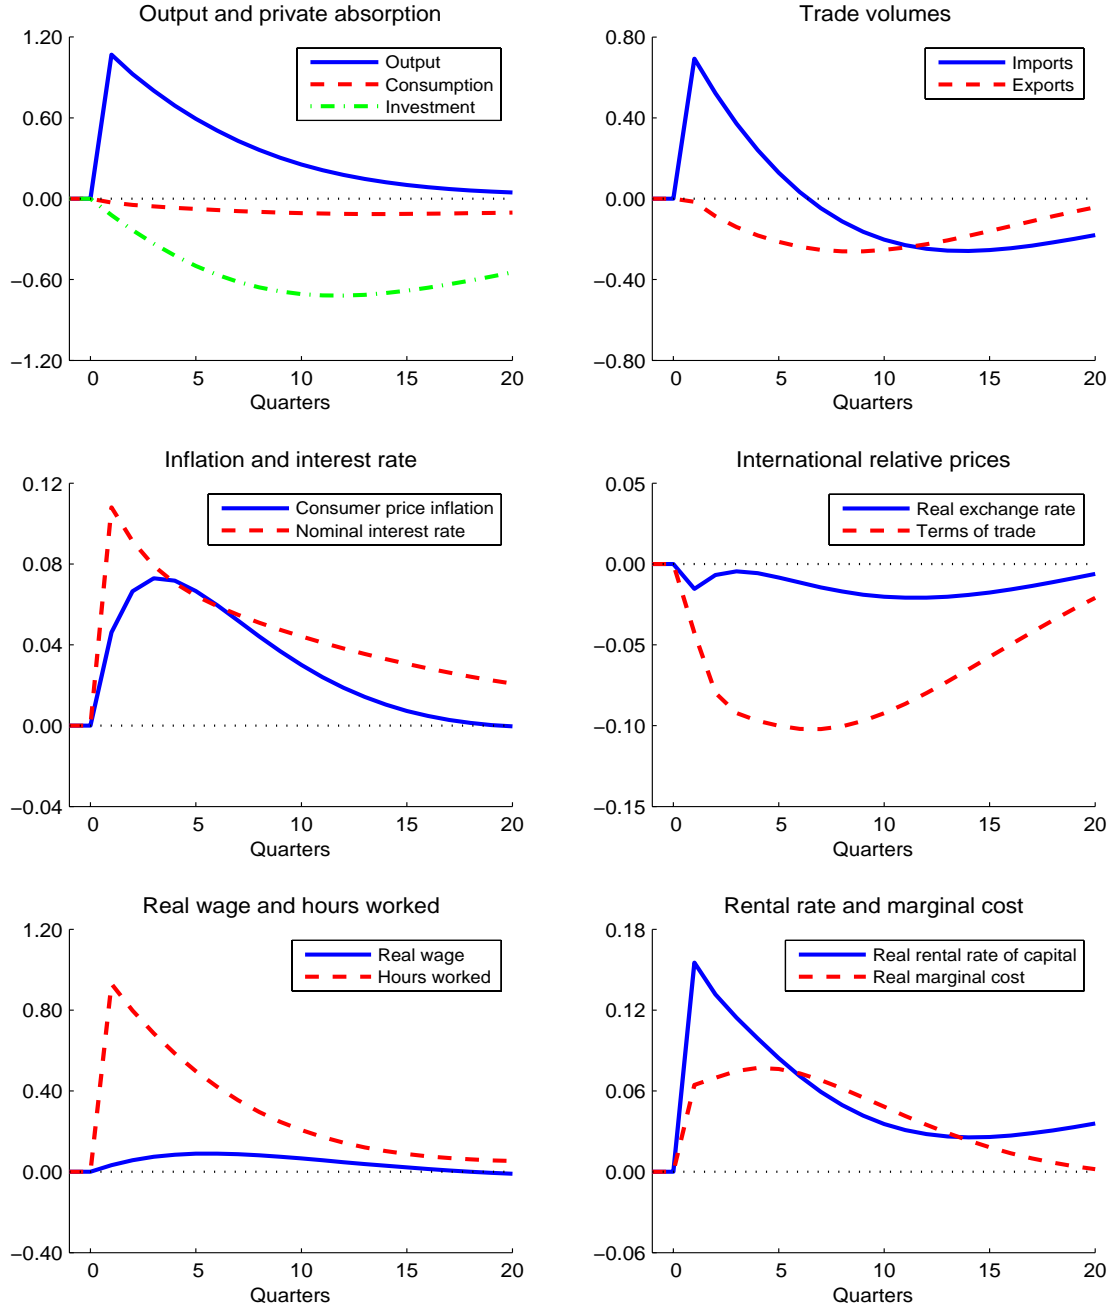 Output and private absorption
1.20
0.60
0.00
−0.60
−1.20
Output
Consumption
Investment
0 5 10 15 20
Quarters
Trade volumes
0.80
0.40
0.00
−0.40
−0.80
Imports
Exports
0 5 10 15 20
Quarters
Inflation and interest rate
0.12
0.08
0.04
0.00
−0.04
Consumer price inflation
Nominal interest rate
0 5 10 15 20
Quarters
International relative prices
0.05
0.00
−0.05
−0.10
−0.15
Real exchange rate
Terms of trade
0 5 10 15 20
Quarters
Real wage and hours worked
1.20
0.80
0.40
0.00
−0.40
Real wage
Hours worked
0 5 10 15 20
Quarters
Rental rate and marginal cost
0.18
0.12
0.06
0.00
−0.06
Real rental rate of capital
Real marginal cost
0 5 10 15 20
Quarters